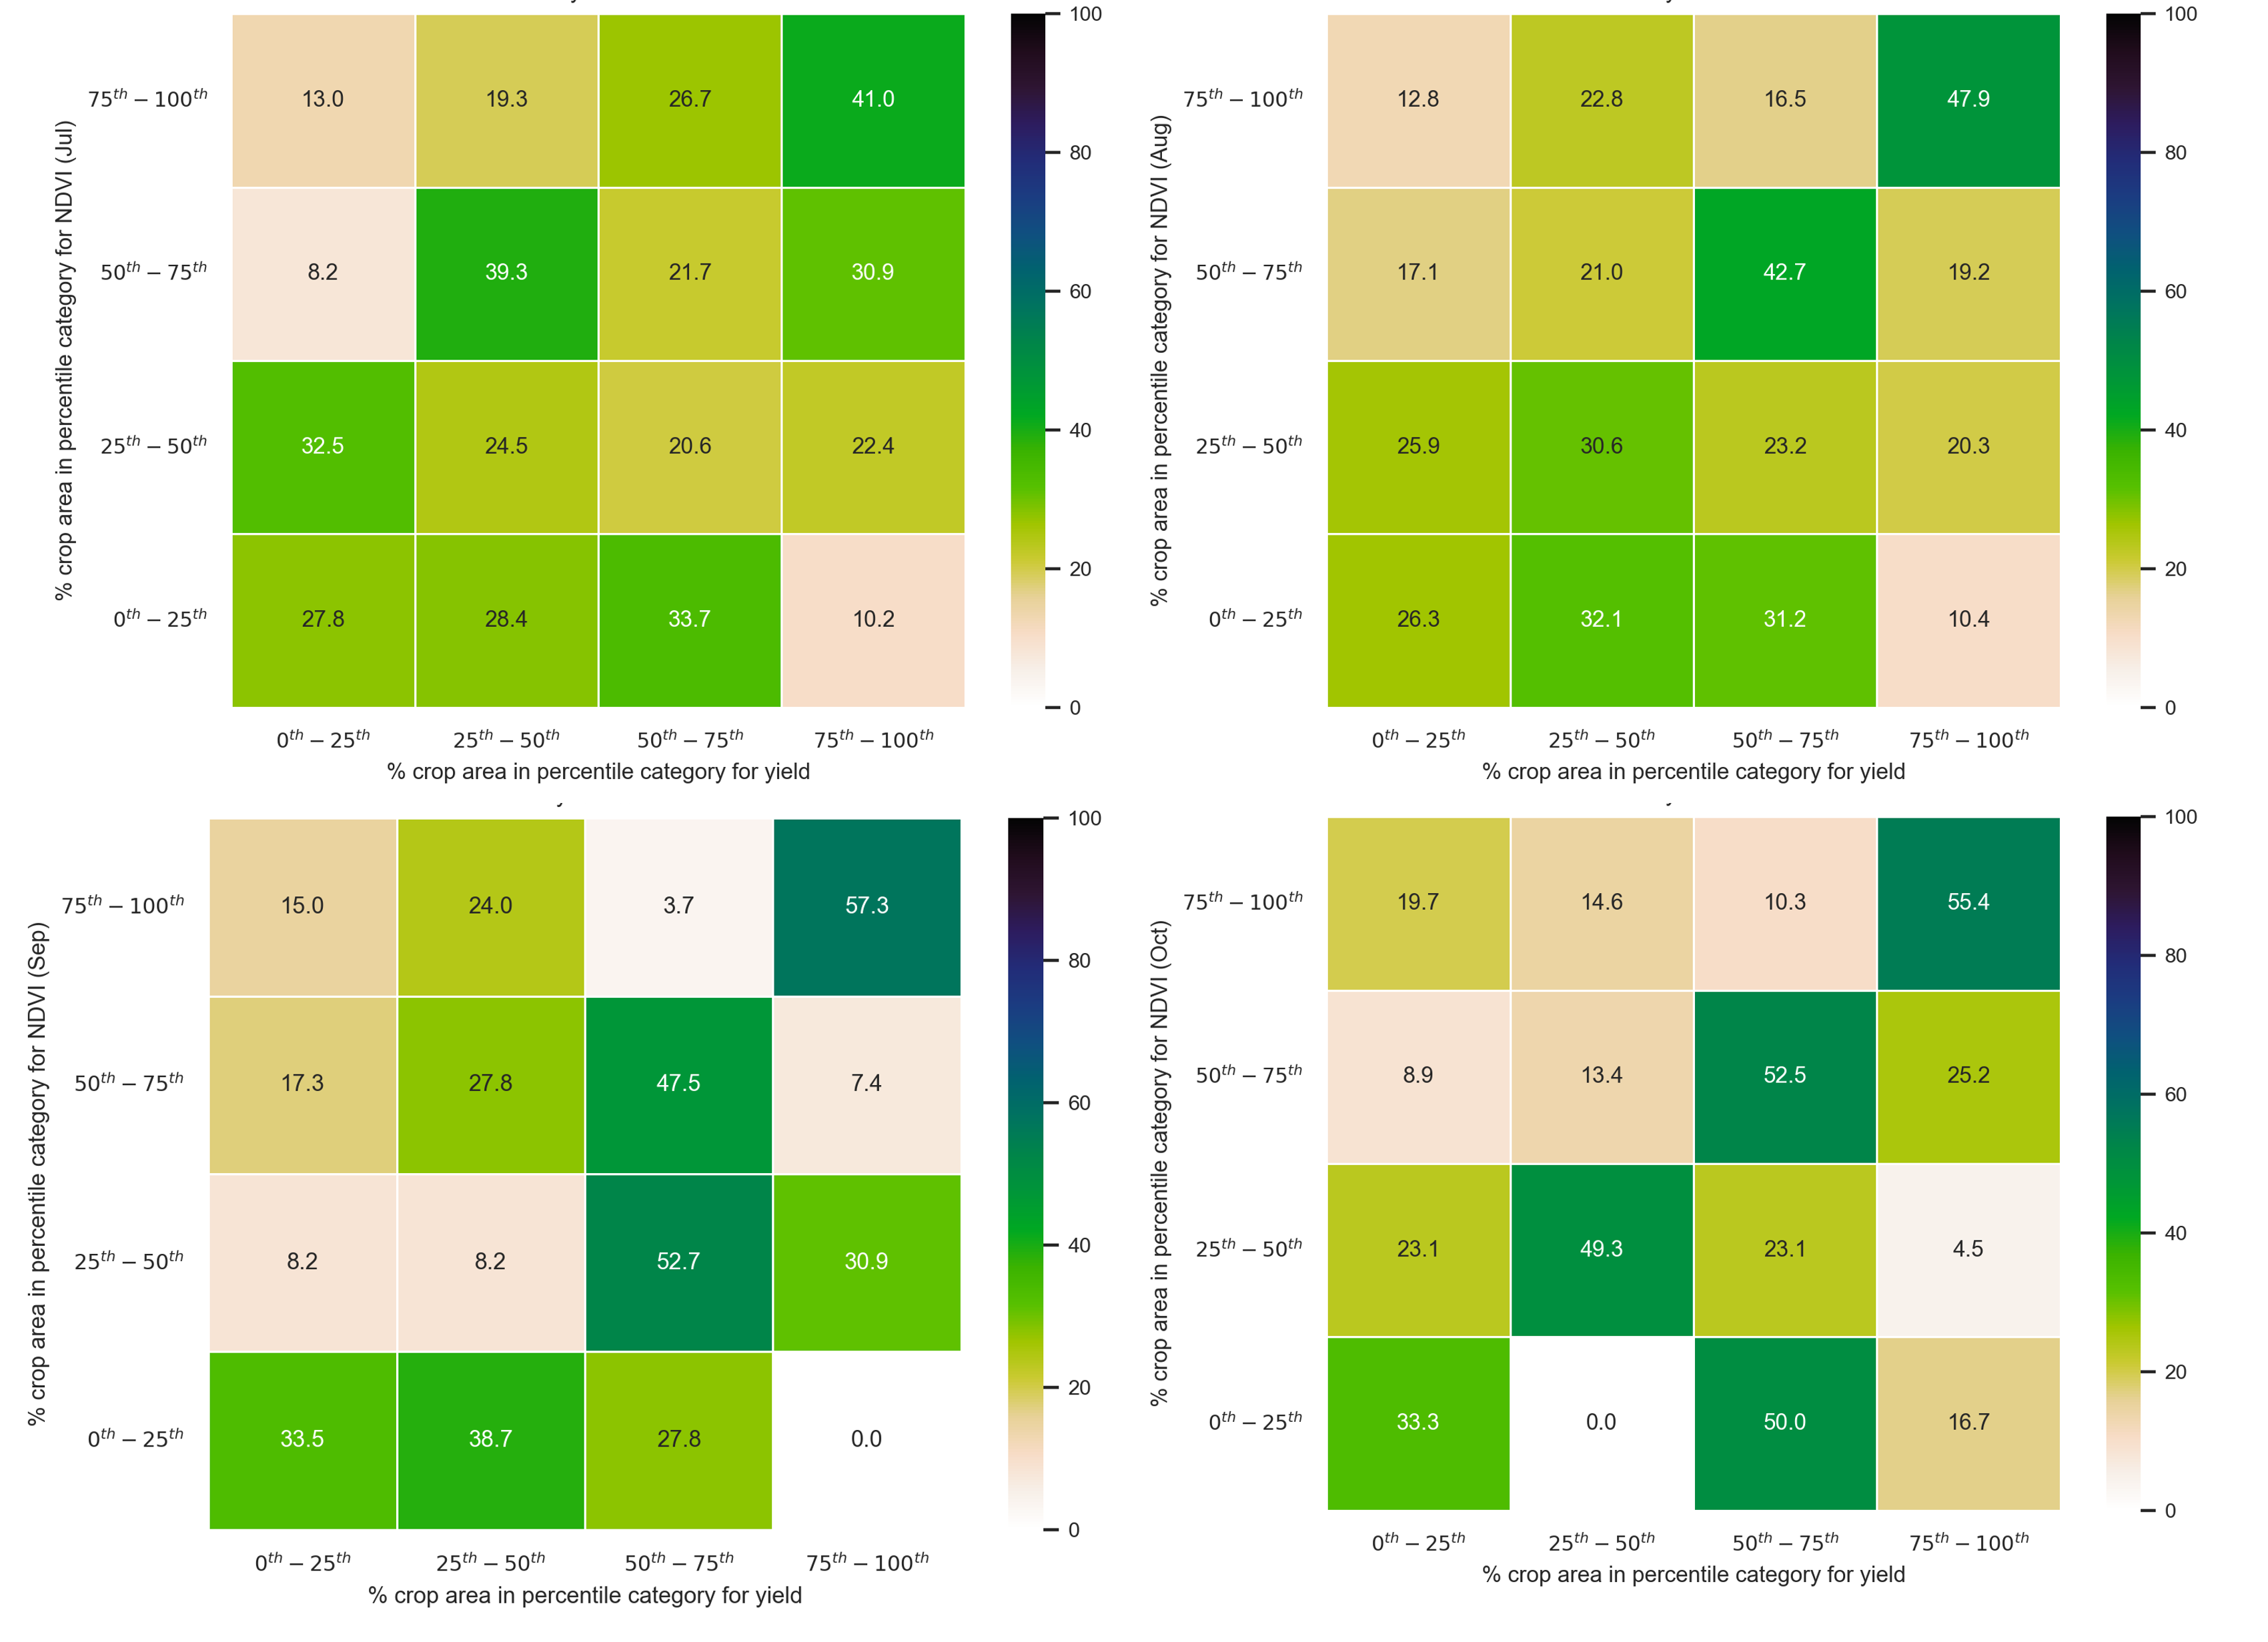 100
80
60
40
20
0
% crop area in percentile category for NDVI (Jul)
75th − 100th 13.0 19.3 26.7 41.0
50th − 75th 8.2 39.3 21.7 30.9
25th − 50th 32.5 24.5 20.6 22.4
0th − 25th 27.8 28.4 33.7 10.2
0th − 25th 25th − 50th 50th − 75th 75th − 100th
% crop area in percentile category for yield
100
80
60
40
20
0
% crop area in percentile category for NDVI (Aug)
75th − 100th 12.8 22.8 16.5 47.9
50th − 75th 17.1 21.0 42.7 19.2
25th − 50th 25.9 30.6 23.2 20.3
0th − 25th 26.3 32.1 31.2 10.4
0th − 25th 25th − 50th 50th − 75th 75th − 100th
% crop area in percentile category for yield
100
80
60
40
20
0
% crop area in percentile category for NDVI (Sep)
75th − 100th 15.0 24.0 3.7 57.3
50th − 75th 17.3 27.8 47.5 7.4
25th − 50th 8.2 8.2 52.7 30.9
0th − 25th 33.5 38.7 27.8 0.0
0th − 25th 25th − 50th 50th − 75th 75th − 100th
% crop area in percentile category for yield
100
80
60
40
20
0
% crop area in percentile category for NDVI (Oct)
75th − 100th 19.7 14.6 10.3 55.4
50th − 75th 8.9 13.4 52.5 25.2
25th − 50th 23.1 49.3 23.1 4.5
0th − 25th 33.3 0.0 50.0 16.7
0th − 25th 25th − 50th 50th − 75th 75th − 100th
% crop area in percentile category for yield